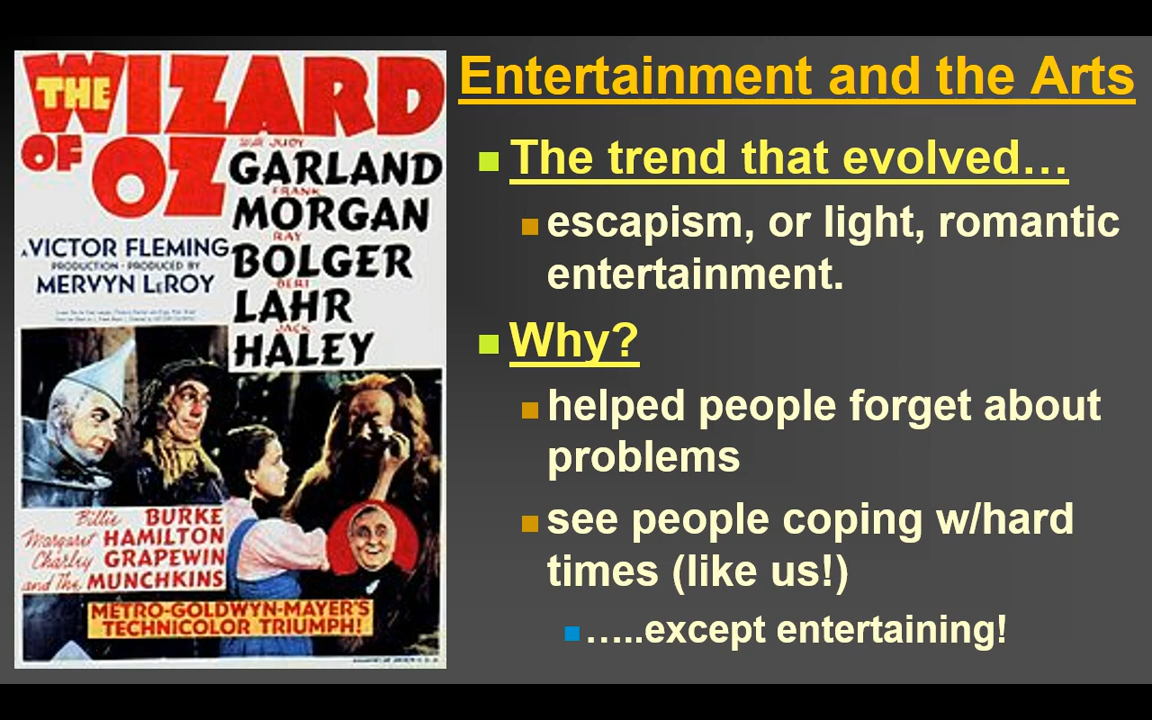 THE WIZARD
OF OZ
WITH JUDY
GARLAND
FRANK
MORGAN
RAY
BOLGER
BERT
LAHR
JACK
HALEY
A VICTOR FLEMING
PRODUCTION · PRODUCED BY
MERVYN LeROY
Billie BURKE
Margaret HAMILTON
Charley GRAPEWIN
and The MUNCHKINS
METRO-GOLDWYN-MAYER'S
TECHNICOLOR TRIUMPH!
Entertainment and the Arts
The trend that evolved…
escapism, or light, romantic
entertainment.
Why?
helped people forget about
problems
see people coping w/hard
times (like us!)
…..except entertaining!